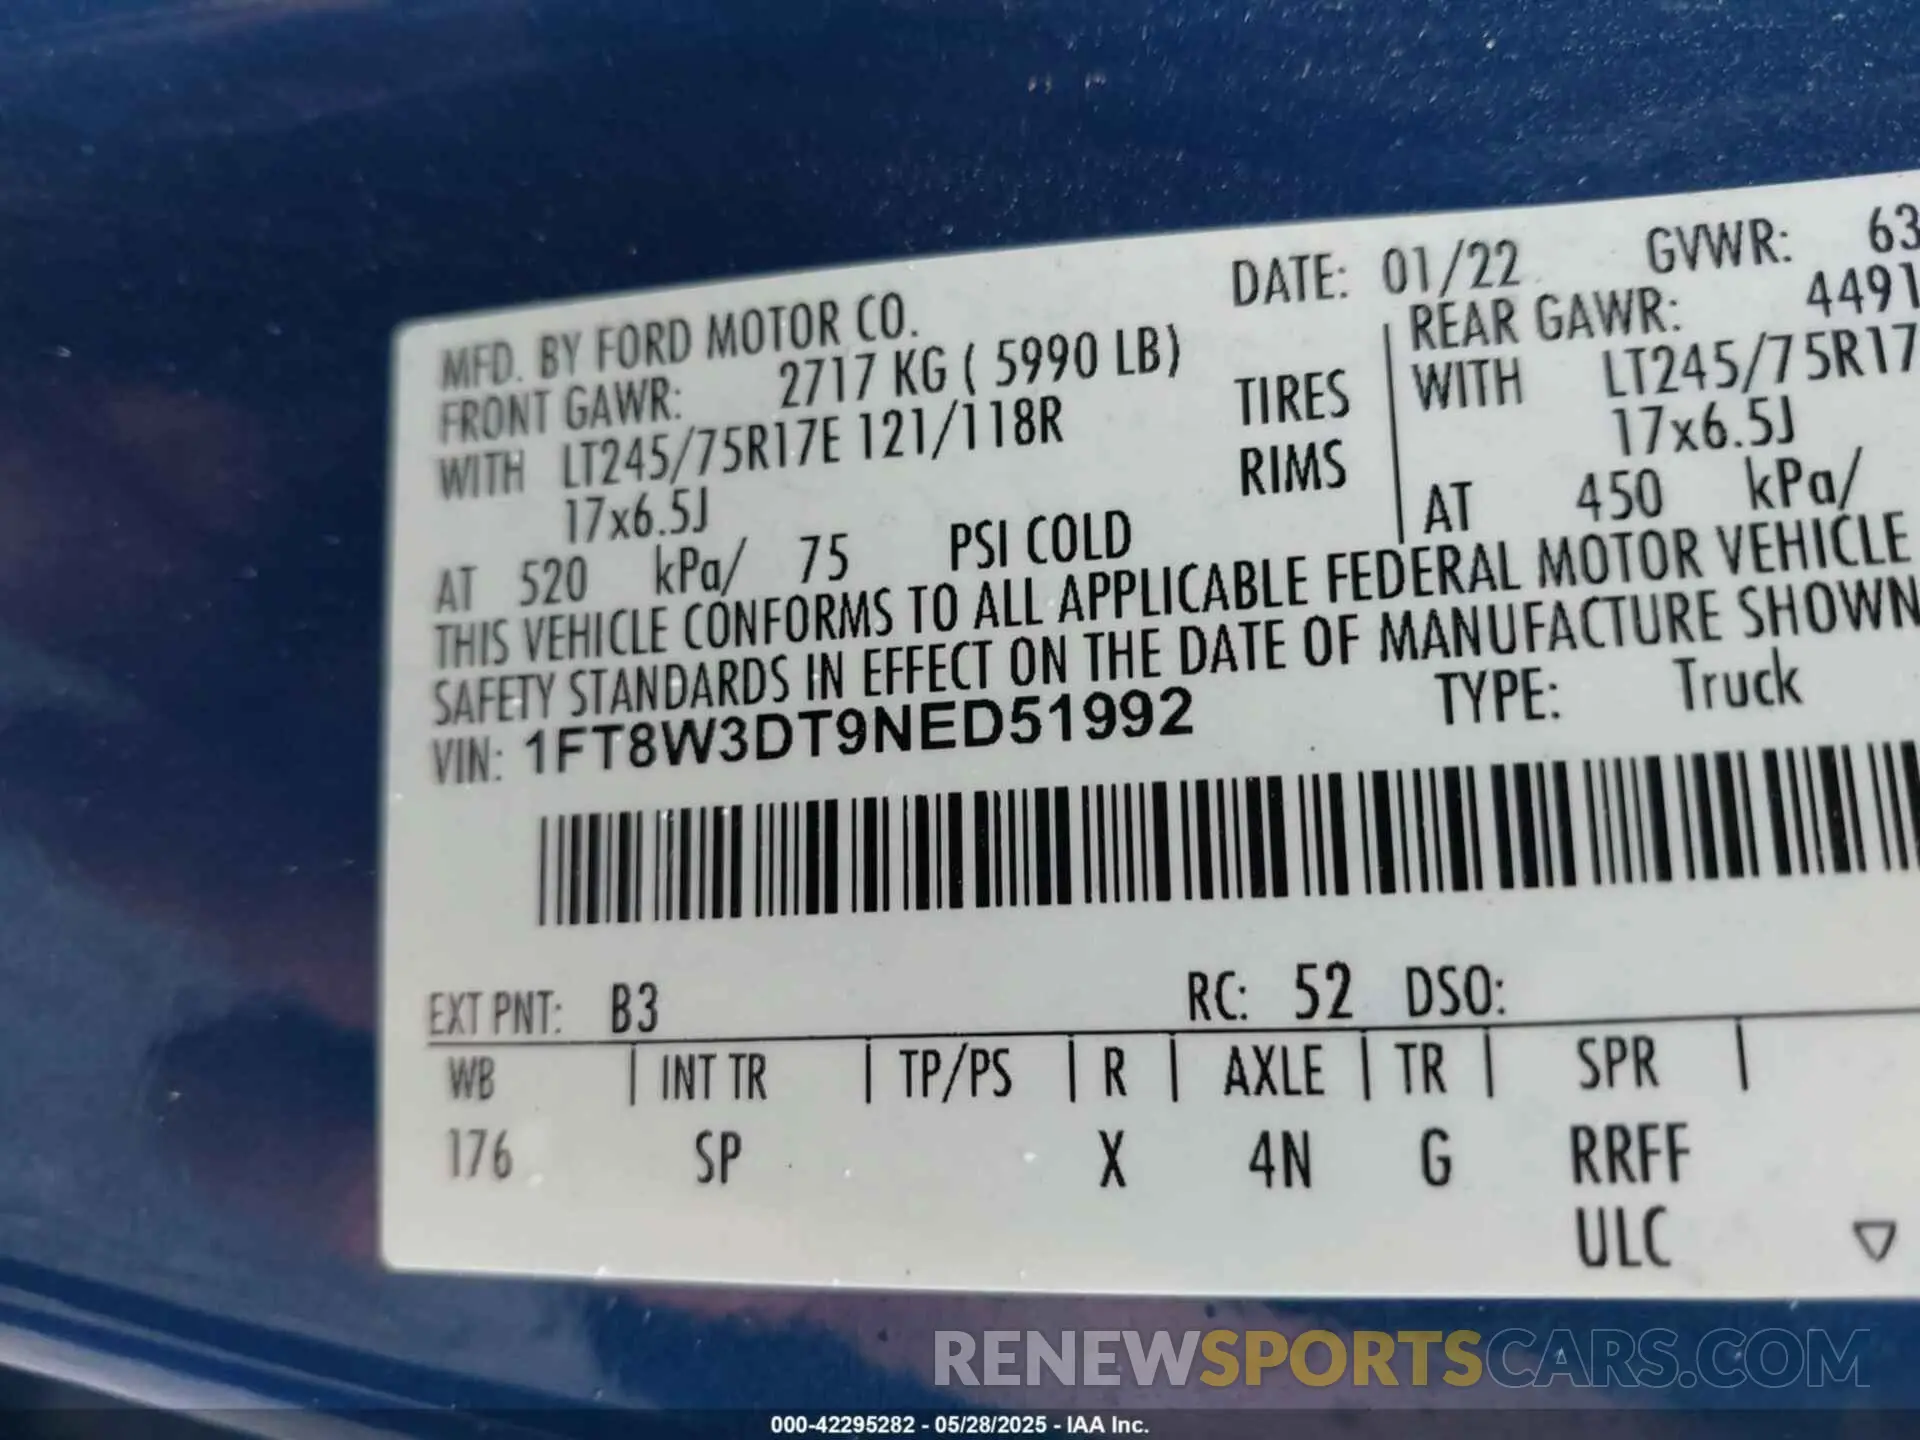 MFD. BY FORD MOTOR CO. DATE: 01/22 GVWR: 63
FRONT GAWR: 2717 KG ( 5990 LB) REAR GAWR: 4491
WITH LT245/75R17E 121/118R TIRES WITH LT245/75R17
17x6.5J RIMS 17x6.5J
AT 520 kPa/ 75 PSI COLD AT 450 kPa/
THIS VEHICLE CONFORMS TO ALL APPLICABLE FEDERAL MOTOR VEHICLE
SAFETY STANDARDS IN EFFECT ON THE DATE OF MANUFACTURE SHOWN
VIN: 1FT8W3DT9NED51992 TYPE: Truck
EXT PNT: B3 RC: 52 DSO:
WB | INT TR | TP/PS | R | AXLE | TR | SPR |
176 SP X 4N G RRFF
ULC
RENEWSPORTSCARS.COM
000-42295282 - 05/28/2025 - IAA Inc.